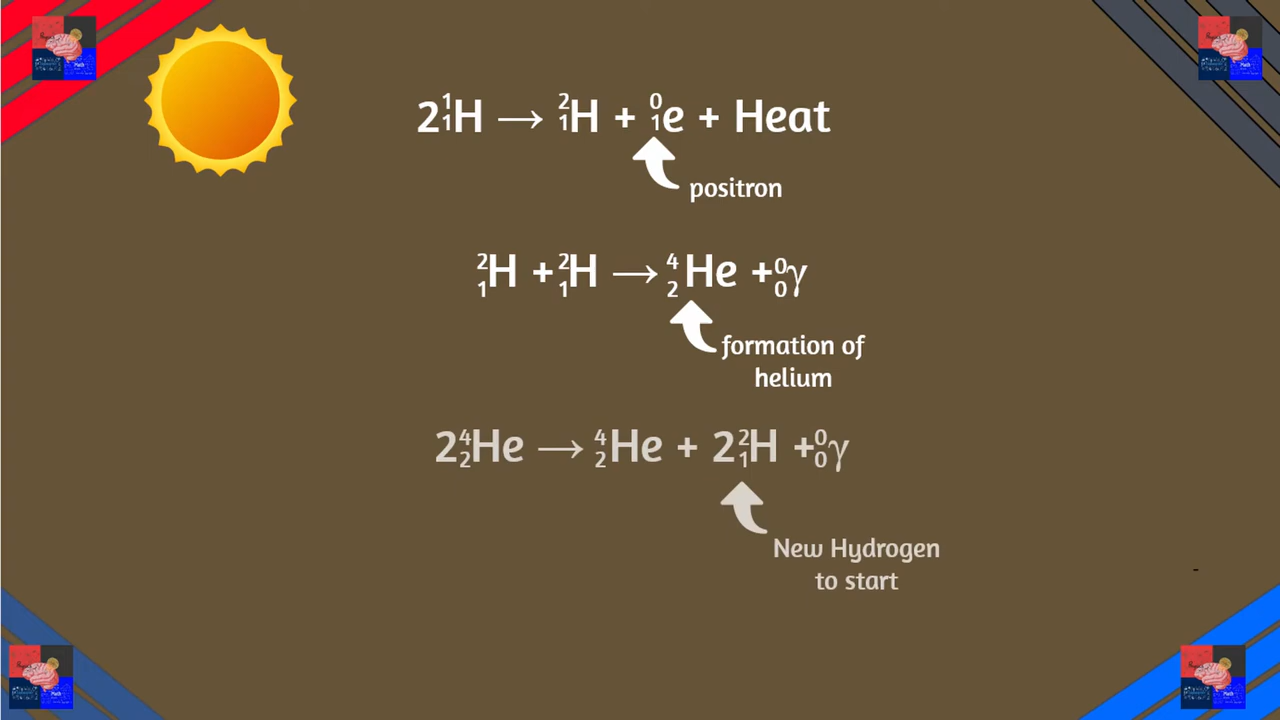 2¹₁H → ²₁H + ⁰₁e + Heat
positron
²₁H + ²₁H → ⁴₂He + ⁰₀γ
formation of
helium
2⁴₂He → ⁴₂He + 2²₁H + ⁰₀γ
New Hydrogen
to start